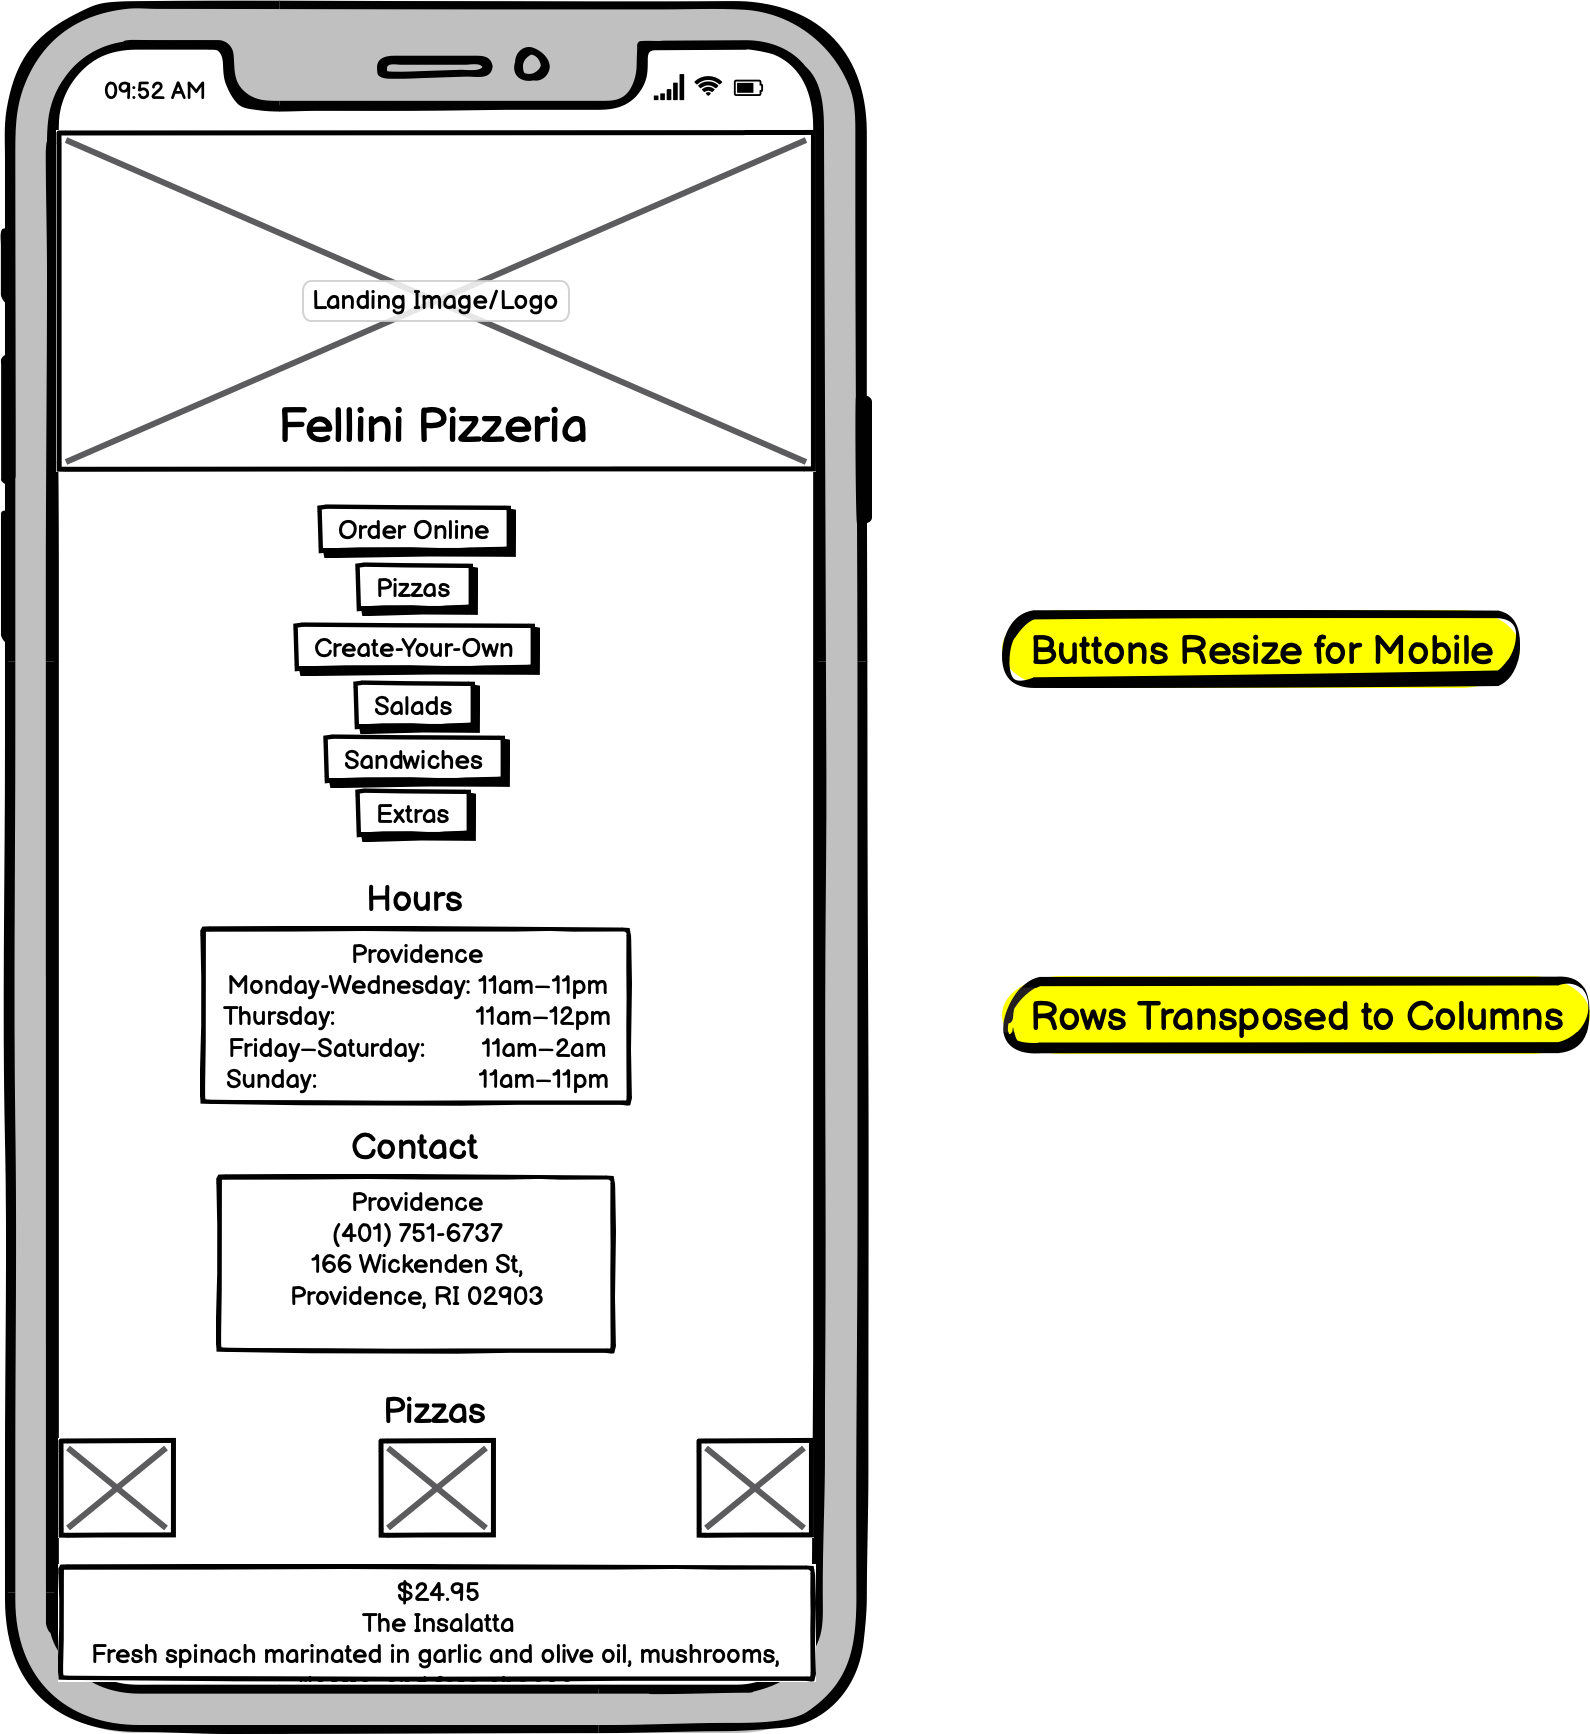 09:52 AM
Landing Image/Logo
Fellini Pizzeria
Order Online
Pizzas
Create-Your-Own
Salads
Sandwiches
Extras
Buttons Resize for Mobile
Hours
Providence
Monday-Wednesday: 11am–11pm
Thursday: 11am–12pm
Friday–Saturday: 11am–2am
Sunday: 11am–11pm
Rows Transposed to Columns
Contact
Providence
(401) 751-6737
166 Wickenden St,
Providence, RI 02903
Pizzas
$24.95
The Insalatta
Fresh spinach marinated in garlic and olive oil, mushrooms,